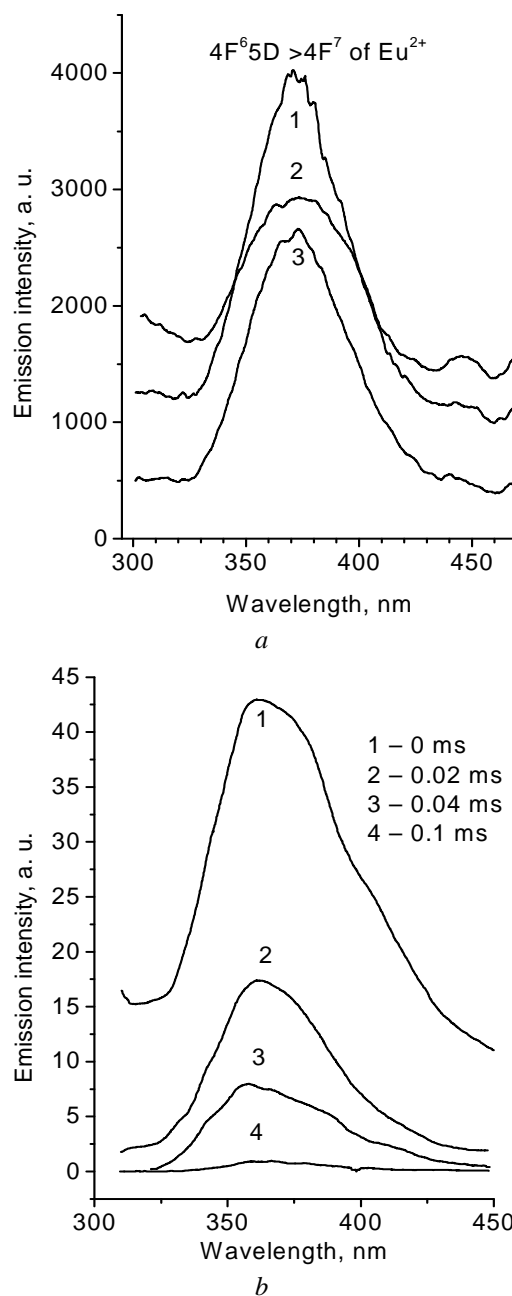 4F⁶5D >4F⁷ of Eu²⁺
4000
3000
2000
1000
0
1
2
3
Emission intensity, a. u.
300 350 400 450
Wavelength, nm
a
45
40
35
30
25
20
15
10
5
0
1
2
3
4
1 – 0 ms
2 – 0.02 ms
3 – 0.04 ms
4 – 0.1 ms
Emission intensity, a. u.
300 350 400 450
Wavelength, nm
b